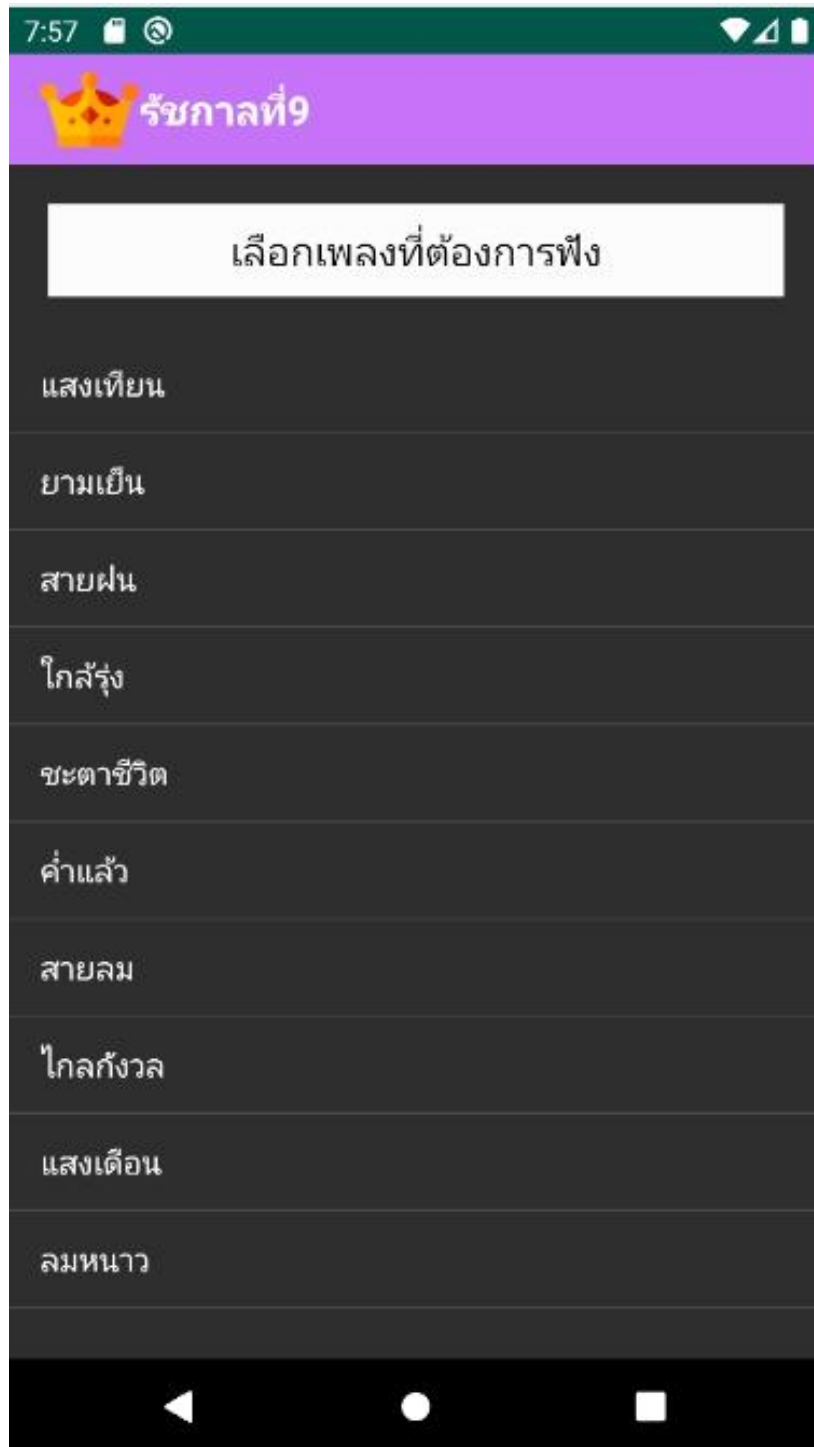 7:57
รัชกาลที่9
เลือกเพลงที่ต้องการฟัง
แสงเทียน
ยามเย็น
สายฝน
ใกล้รุ่ง
ชะตาชีวิต
ค่ำแล้ว
สายลม
ไกลกังวล
แสงเดือน
ลมหนาว